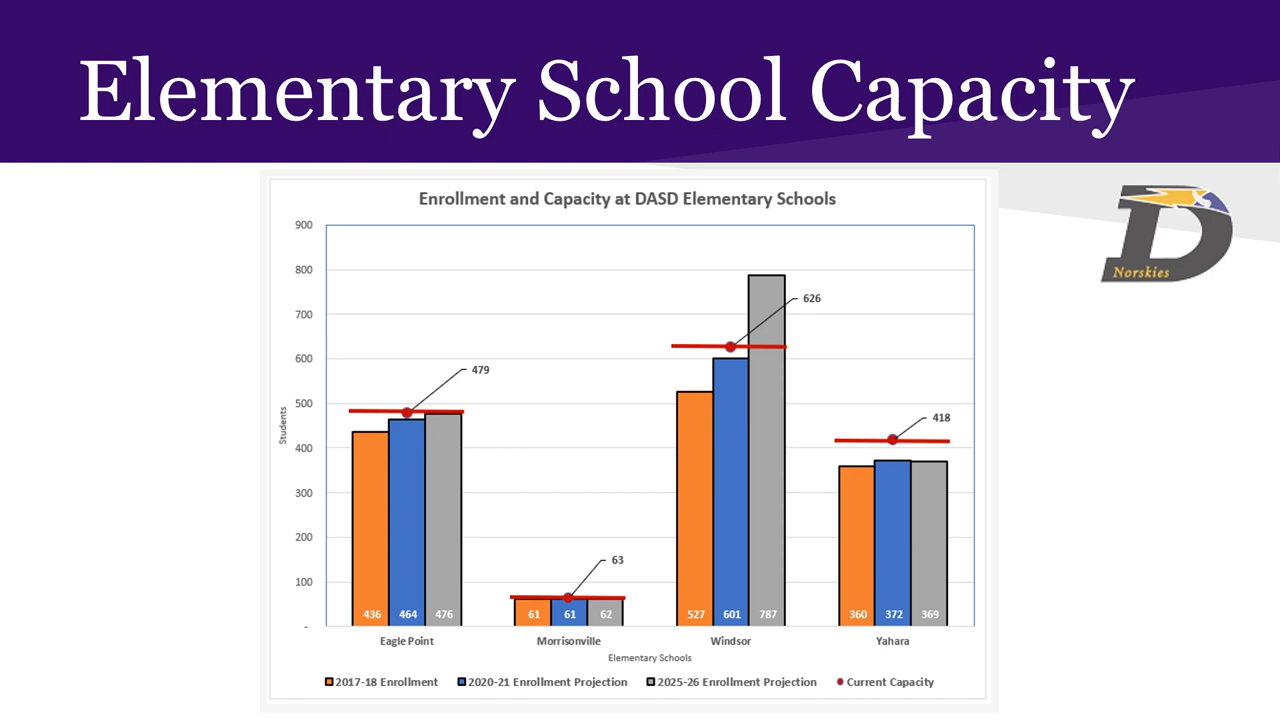 Elementary School Capacity
Enrollment and Capacity at DASD Elementary Schools
900
800
700
600
500
400
300
200
100
-
Students
479
63
626
418
436 464 476
61 61 62
527 601 787
360 372 369
Eagle Point Morrisonville Windsor Yahara
Elementary Schools
2017-18 Enrollment 2020-21 Enrollment Projection 2025-26 Enrollment Projection Current Capacity
D
Norskies